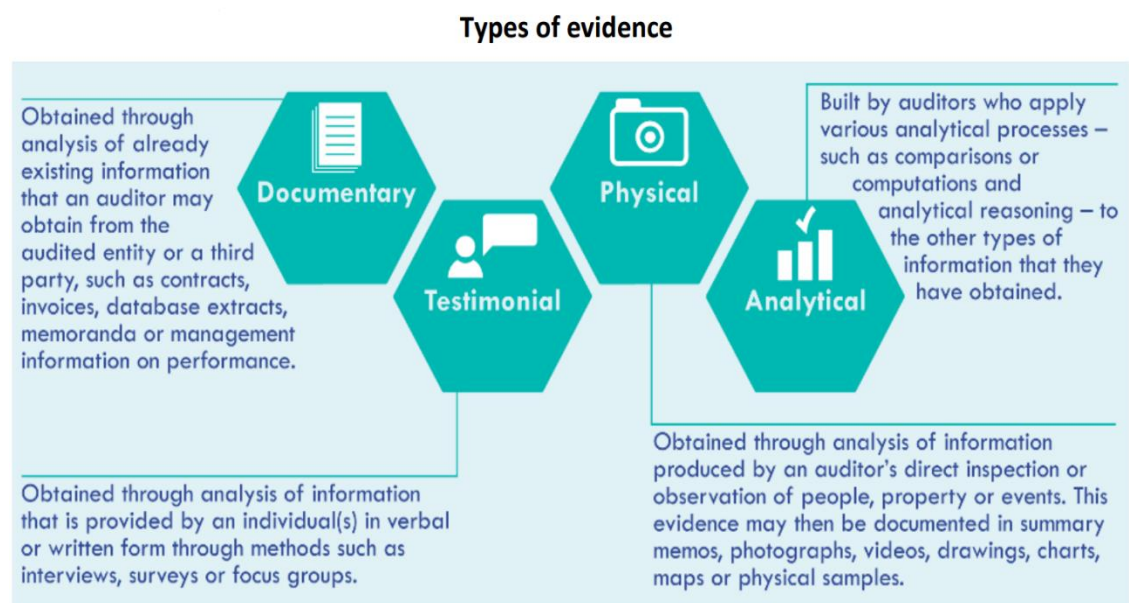 Types of evidence
Obtained through
analysis of already
existing information
that an auditor may
obtain from the
audited entity or a third
party, such as contracts,
invoices, database extracts,
memoranda or management
information on performance.
Documentary
Testimonial
Physical
Analytical
Built by auditors who apply
various analytical processes –
such as comparisons or
computations and
analytical reasoning – to
the other types of
information that they
have obtained.
Obtained through analysis of information
that is provided by an individual(s) in verbal
or written form through methods such as
interviews, surveys or focus groups.
Obtained through analysis of information
produced by an auditor's direct inspection or
observation of people, property or events. This
evidence may then be documented in summary
memos, photographs, videos, drawings, charts,
maps or physical samples.